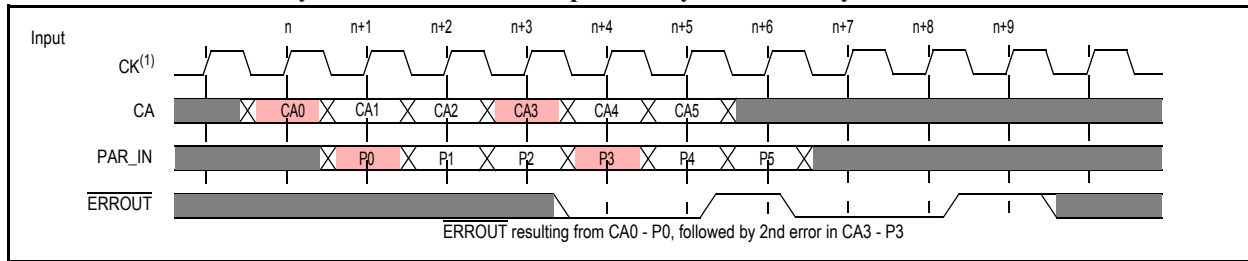 Input
n n+1 n+2 n+3 n+4 n+5 n+6 n+7 n+8 n+9
CK(1)
CA CA0 CA1 CA2 CA3 CA4 CA5
PAR_IN P0 P1 P2 P3 P4 P5
ERROUT
ERROUT resulting from CA0 - P0, followed by 2nd error in CA3 - P3